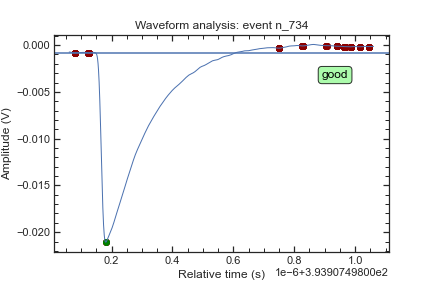 Waveform analysis: event n_734
0.000
−0.005
−0.010
−0.015
−0.020
Amplitude (V)
good
0.2
0.4
0.6
0.8
1.0
Relative time (s)
1e−6+3.9390749800e2